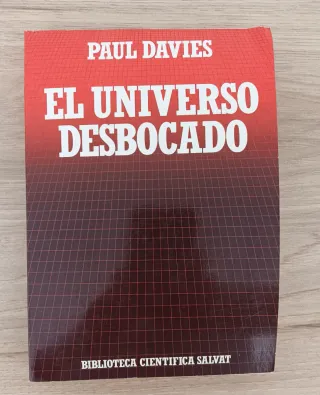 PAUL DAVIES
EL UNIVERSO
DESBOCADO
BIBLIOTECA CIENTIFICA SALVAT